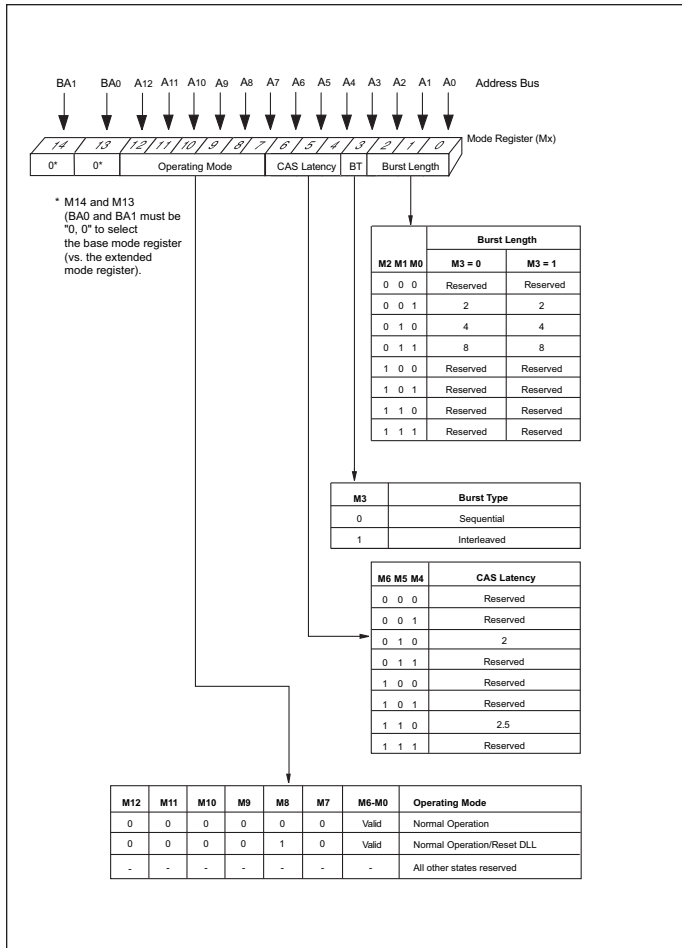 BA1 BA0 A12 A11 A10 A9 A8 A7 A6 A5 A4 A3 A2 A1 A0 Address Bus
14 13 12 11 10 9 8 7 6 5 4 3 2 1 0 Mode Register (Mx)
0* 0* Operating Mode CAS Latency BT Burst Length
* M14 and M13
(BA0 and BA1 must be
"0, 0" to select
the base mode register
(vs. the extended
mode register).
Burst Length
M2 M1 M0 M3 = 0 M3 = 1
0 0 0 Reserved Reserved
0 0 1 2 2
0 1 0 4 4
0 1 1 8 8
1 0 0 Reserved Reserved
1 0 1 Reserved Reserved
1 1 0 Reserved Reserved
1 1 1 Reserved Reserved
M3 Burst Type
0 Sequential
1 Interleaved
M6 M5 M4 CAS Latency
0 0 0 Reserved
0 0 1 Reserved
0 1 0 2
0 1 1 Reserved
1 0 0 Reserved
1 0 1 Reserved
1 1 0 2.5
1 1 1 Reserved
M12 M11 M10 M9 M8 M7 M6-M0 Operating Mode
0 0 0 0 0 0 Valid Normal Operation
0 0 0 0 1 0 Valid Normal Operation/Reset DLL
- - - - - - - All other states reserved